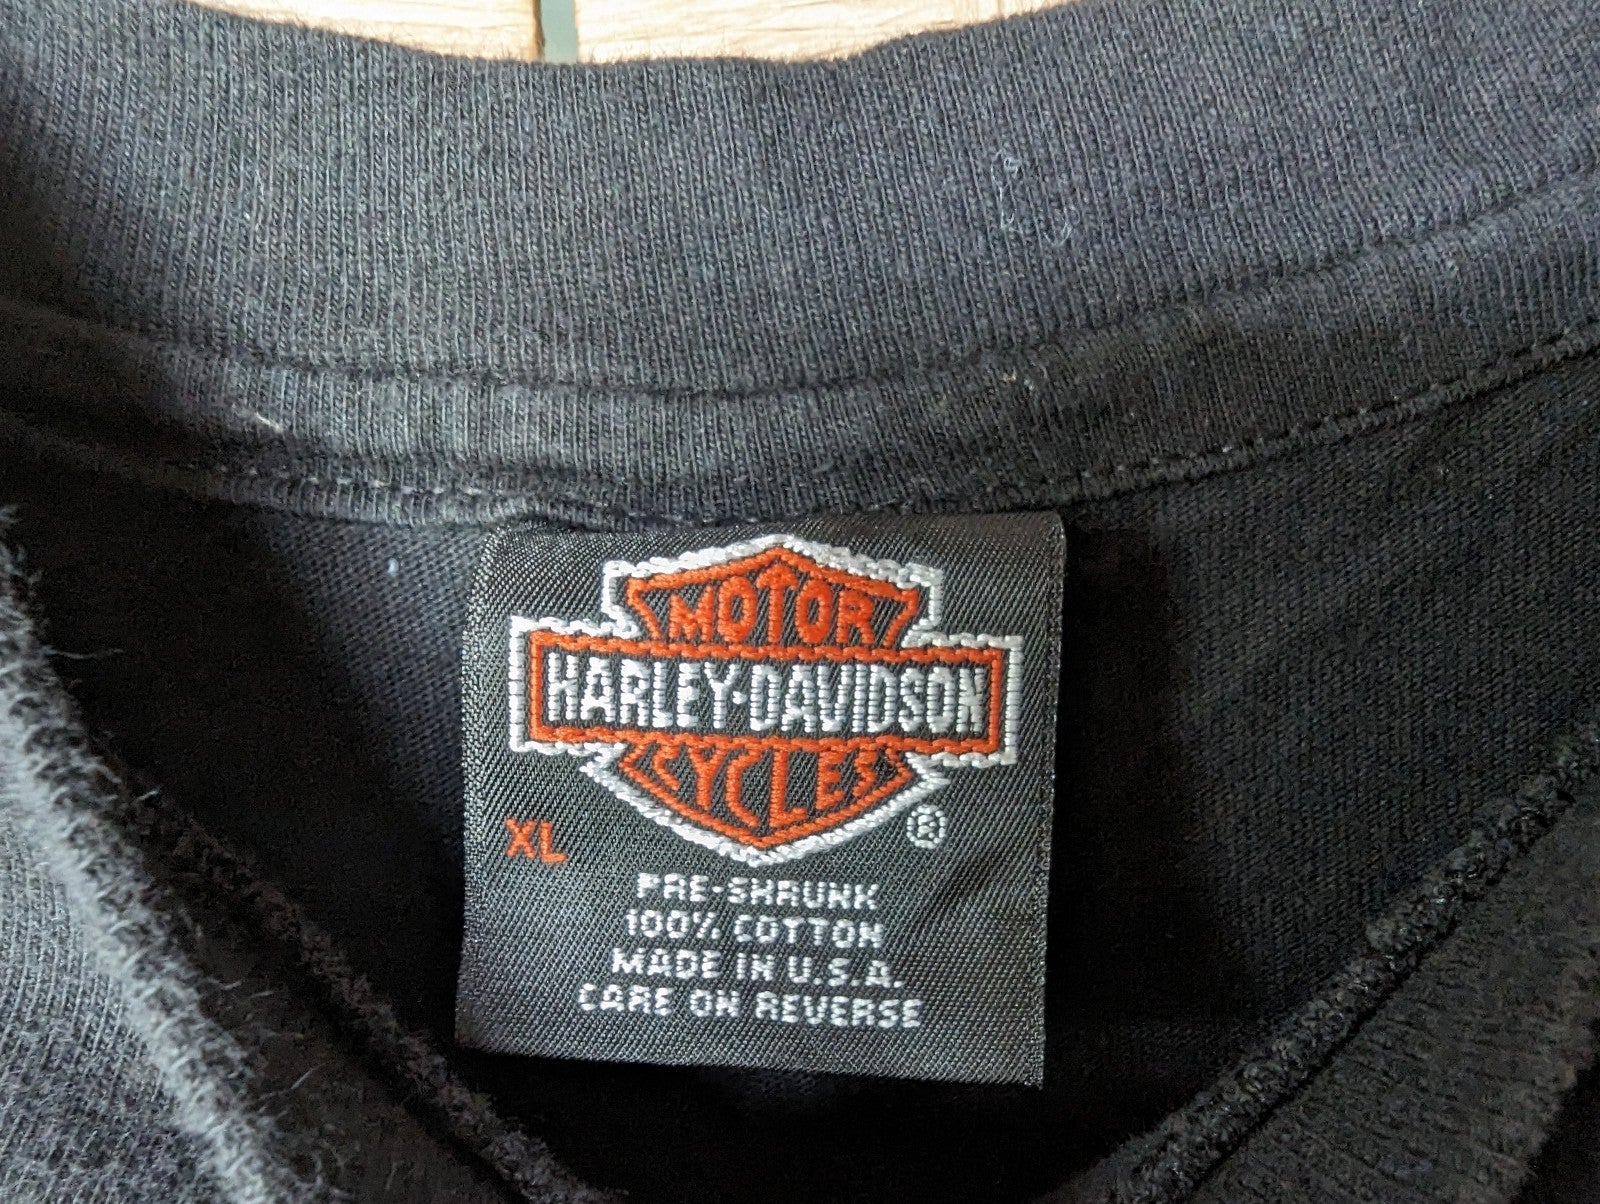 MOTOR
HARLEY-DAVIDSON
CYCLES
®
XL
PRE-SHRUNK
100% COTTON
MADE IN U.S.A.
CARE ON REVERSE